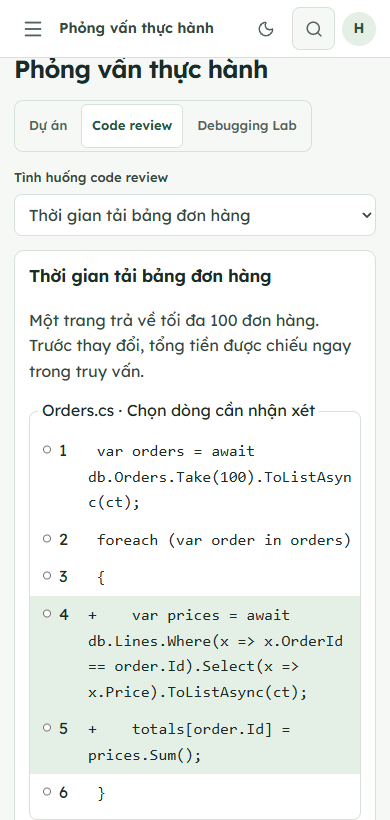 Phỏng vấn thực hành
H
Phỏng vấn thực hành
Dự án
Code review
Debugging Lab
Tình huống code review
Thời gian tải bảng đơn hàng
Thời gian tải bảng đơn hàng
Một trang trả về tối đa 100 đơn hàng.
Trước thay đổi, tổng tiền được chiếu ngay
trong truy vấn.
Orders.cs · Chọn dòng cần nhận xét
1 var orders = await
db.Orders.Take(100).ToListAsyn
c(ct);
2 foreach (var order in orders)
3 {
4 + var prices = await
db.Lines.Where(x => x.OrderId
== order.Id).Select(x =>
x.Price).ToListAsync(ct);
5 + totals[order.Id] =
prices.Sum();
6 }